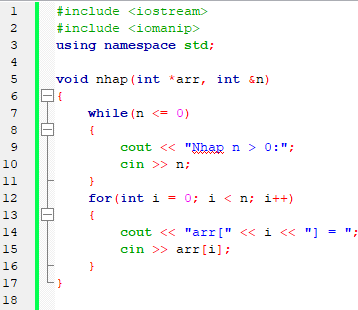 1 #include <iostream>
2 #include <iomanip>
3 using namespace std;
4
5 void nhap(int *arr, int &n)
6 {
7 while(n <= 0)
8 {
9 cout << "Nhap n > 0:";
10 cin >> n;
11 }
12 for(int i = 0; i < n; i++)
13 {
14 cout << "arr[" << i << "] = ";
15 cin >> arr[i];
16 }
17 }
18